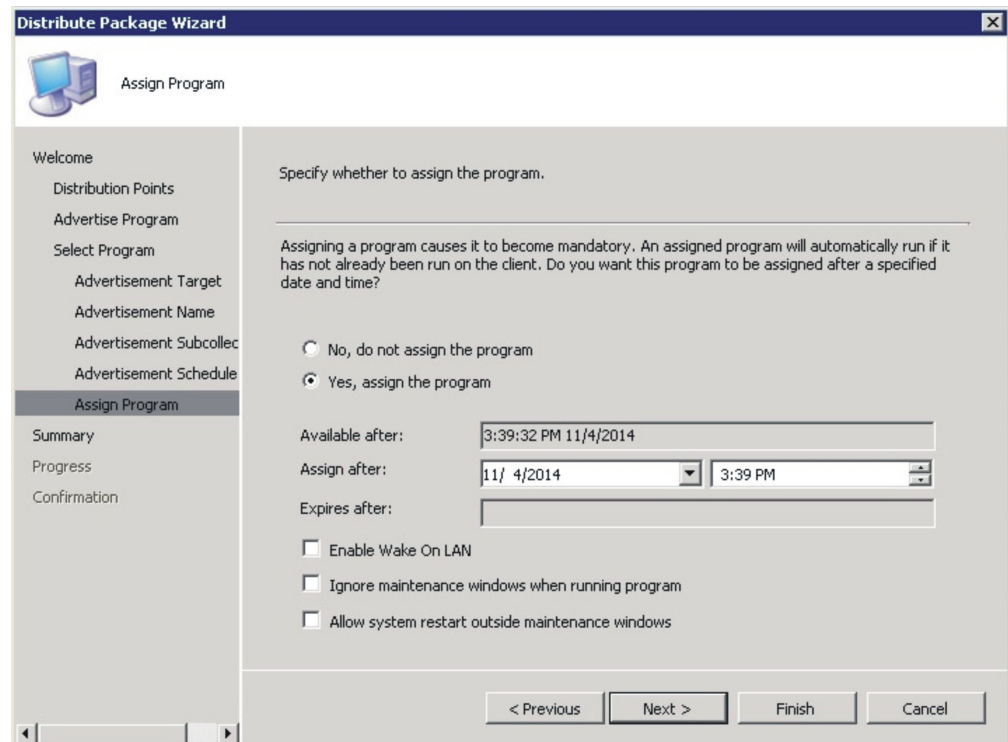 Distribute Package Wizard
Assign Program
Welcome
Distribution Points
Advertise Program
Select Program
Advertisement Target
Advertisement Name
Advertisement Subcollec
Advertisement Schedule
Assign Program
Summary
Progress
Confirmation
Specify whether to assign the program.
Assigning a program causes it to become mandatory. An assigned program will automatically run if it
has not already been run on the client. Do you want this program to be assigned after a specified
date and time?
No, do not assign the program
Yes, assign the program
Available after: 3:39:32 PM 11/4/2014
Assign after: 11/ 4/2014 3:39 PM
Expires after:
Enable Wake On LAN
Ignore maintenance windows when running program
Allow system restart outside maintenance windows
< Previous Next > Finish Cancel